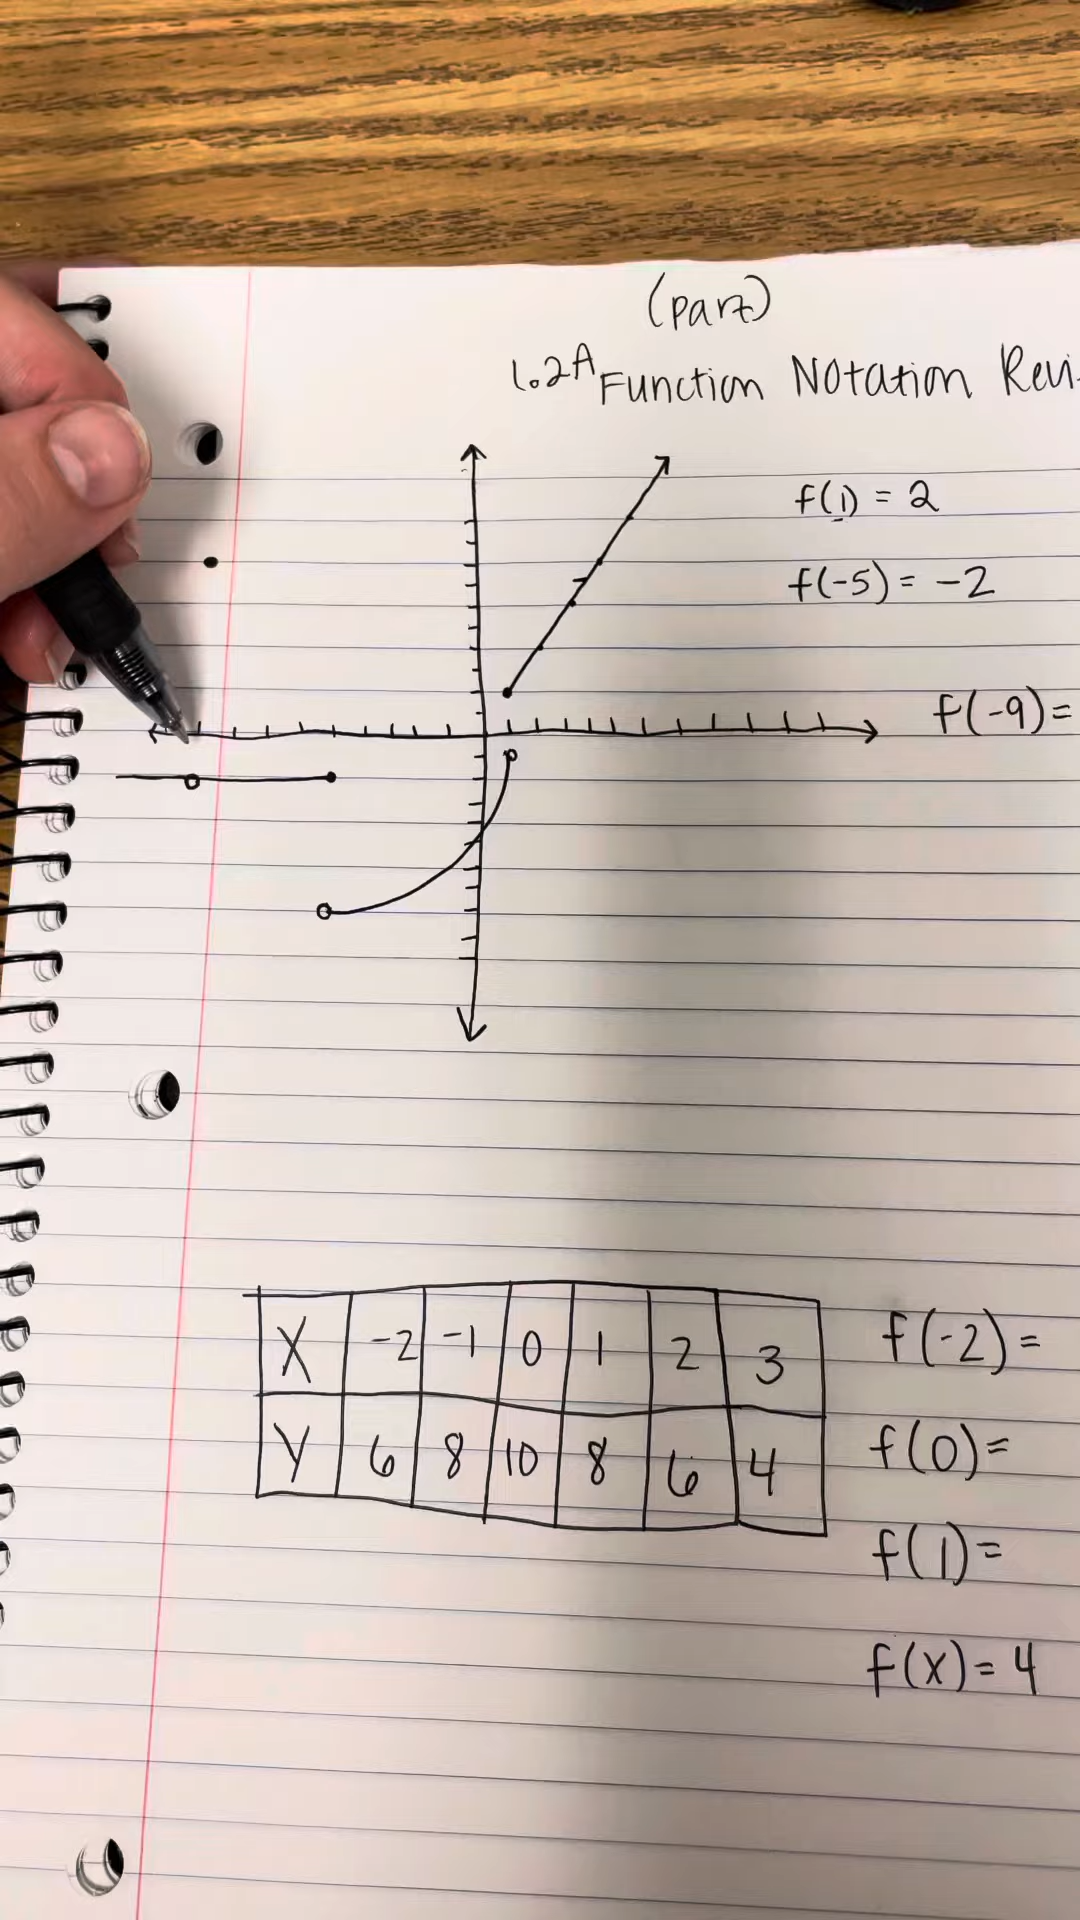 (part)
1.2A Function Notation
f(1) = 2
f(-5) = -2
f(-9) =
X -2 -1 0 1 2 3
Y 6 8 10 8 6 4
f(-2) =
f(0) =
f(1) =
f(x) = 4